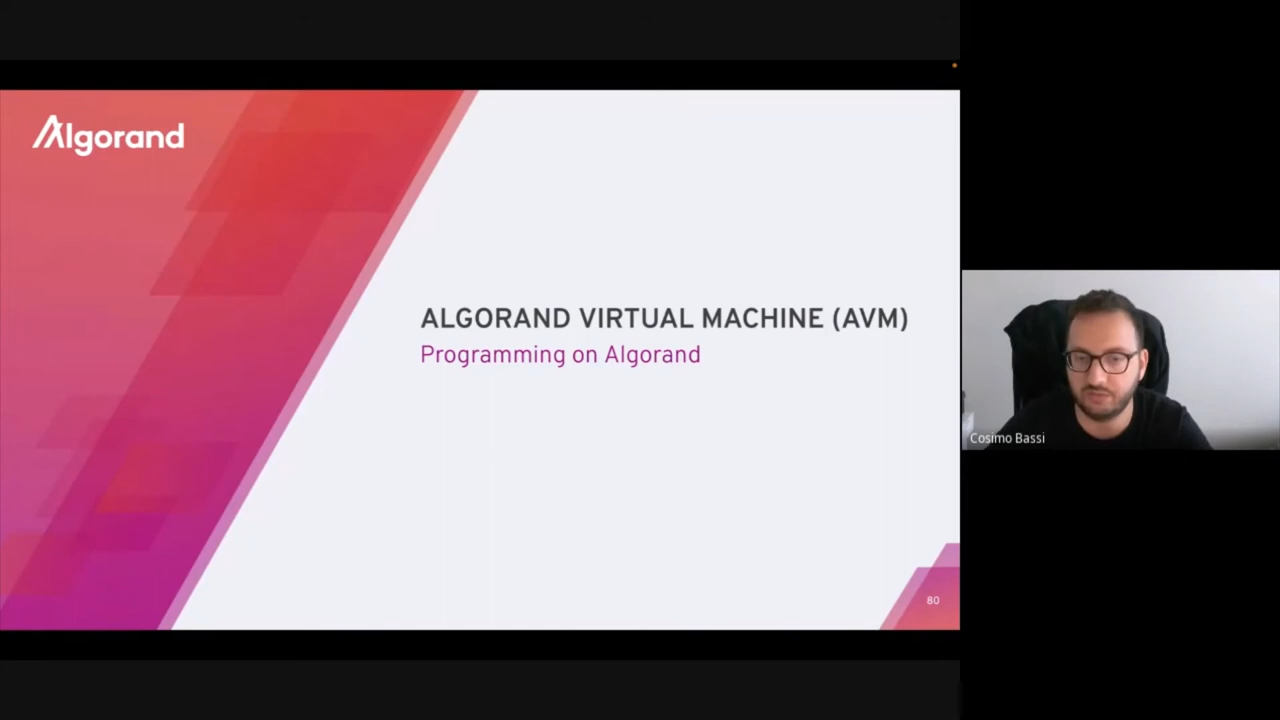 Algorand
ALGORAND VIRTUAL MACHINE (AVM)
Programming on Algorand
80
Cosimo Bassi